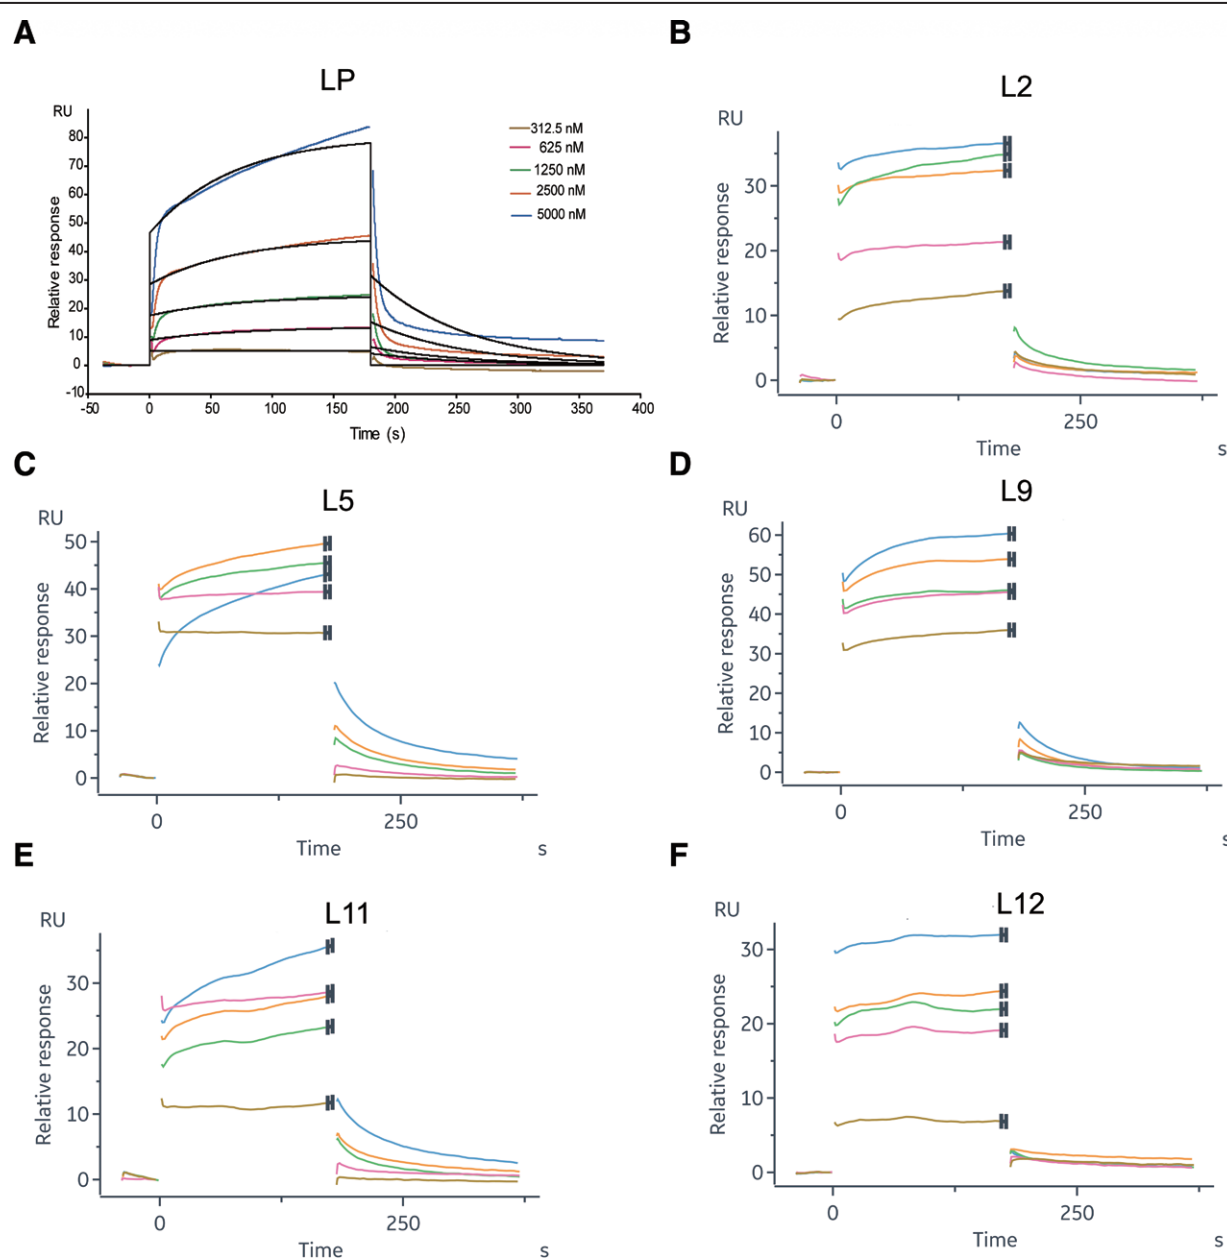 A
LP
RU
80
70
60
50
40
30
20
10
0
-10
Relative response
-50 0 50 100 150 200 250 300 350 400
Time (s)
312.5 nM
625 nM
1250 nM
2500 nM
5000 nM
B
L2
RU
30
20
10
0
Relative response
0 250
Time s
C
L5
RU
50
40
30
20
10
0
Relative response
0 250
Time s
D
L9
RU
60
50
40
30
20
10
0
Relative response
0 250
Time s
E
L11
RU
30
20
10
0
Relative response
0 250
Time s
F
L12
RU
30
20
10
0
Relative response
0 250
Time s